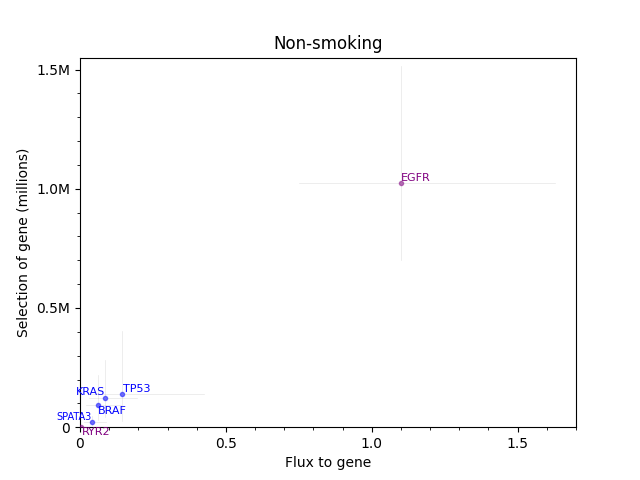 Non-smoking
1.5M
1.0M
0.5M
0
Selection of gene (millions)
EGFR
TP53
KRAS
BRAF
SPATA3
RYR2
0
0.5
1.0
1.5
Flux to gene